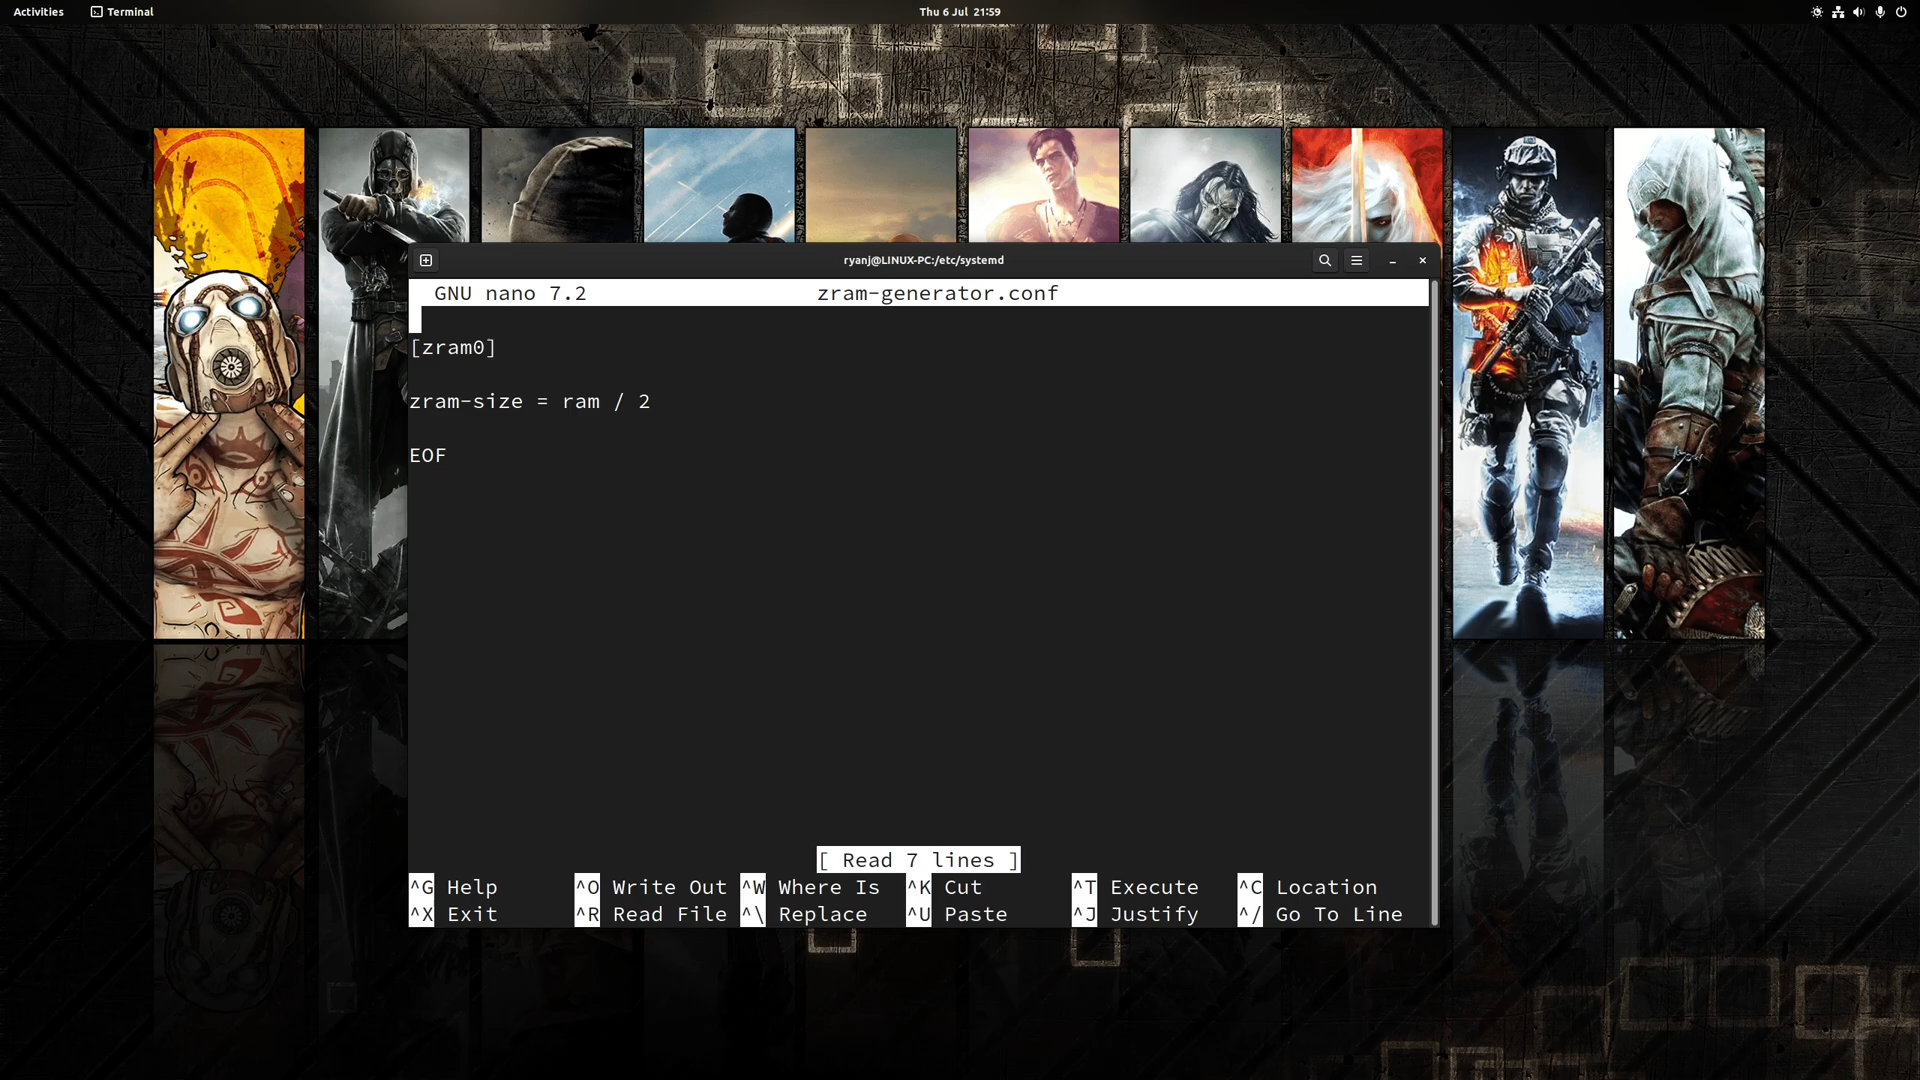 Activities Terminal Thu 6 Jul 21:59
ryanj@LINUX-PC:/etc/systemd
GNU nano 7.2 zram-generator.conf
[zram0]
zram-size = ram / 2
EOF
[ Read 7 lines ]
^G Help ^O Write Out ^W Where Is ^K Cut ^T Execute ^C Location
^X Exit ^R Read File ^\ Replace ^U Paste ^J Justify ^/ Go To Line